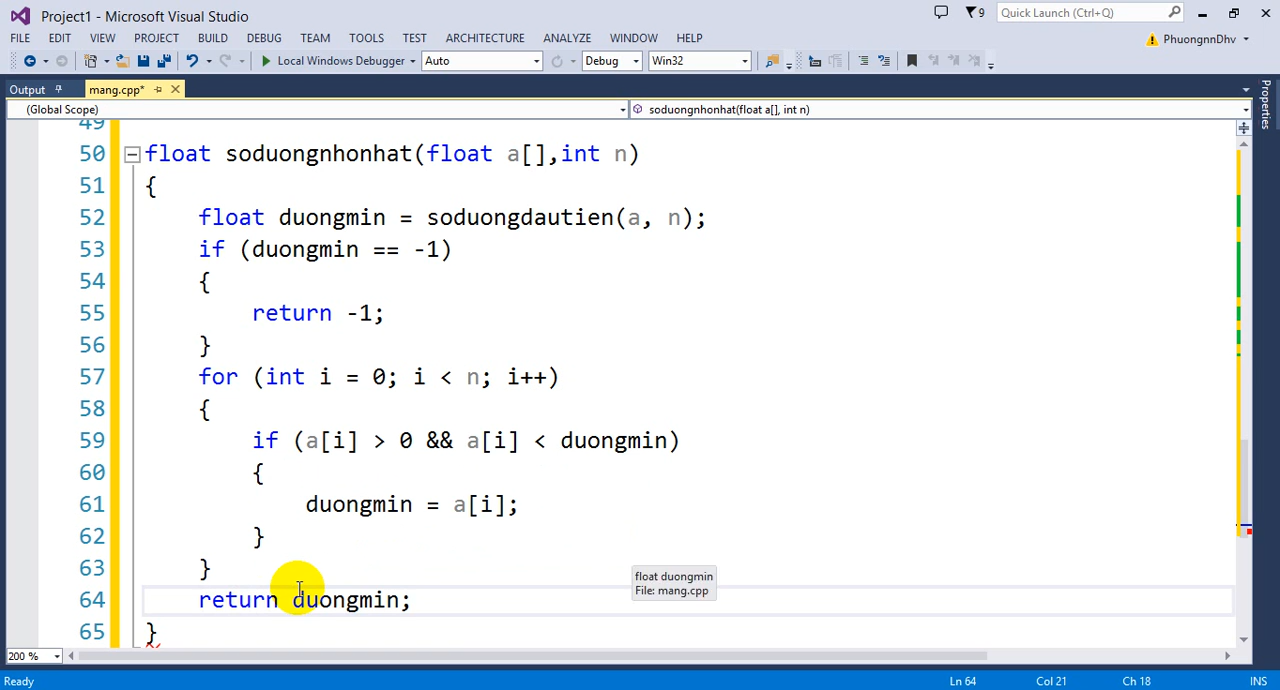 Project1 - Microsoft Visual Studio
9
Quick Launch (Ctrl+Q)
FILE EDIT VIEW PROJECT BUILD DEBUG TEAM TOOLS TEST ARCHITECTURE ANALYZE WINDOW HELP
PhuongnnDhv
Local Windows Debugger Auto Debug Win32
Output mang.cpp*
Properties
(Global Scope) soduongnhonhat(float a[], int n)
49
50 float soduongnhonhat(float a[],int n)
51 {
52 float duongmin = soduongdautien(a, n);
53 if (duongmin == -1)
54 {
55 return -1;
56 }
57 for (int i = 0; i < n; i++)
58 {
59 if (a[i] > 0 && a[i] < duongmin)
60 {
61 duongmin = a[i];
62 }
63 }
float duongmin
File: mang.cpp
64 return duongmin;
65 }
200 %
Ready Ln 64 Col 21 Ch 18 INS